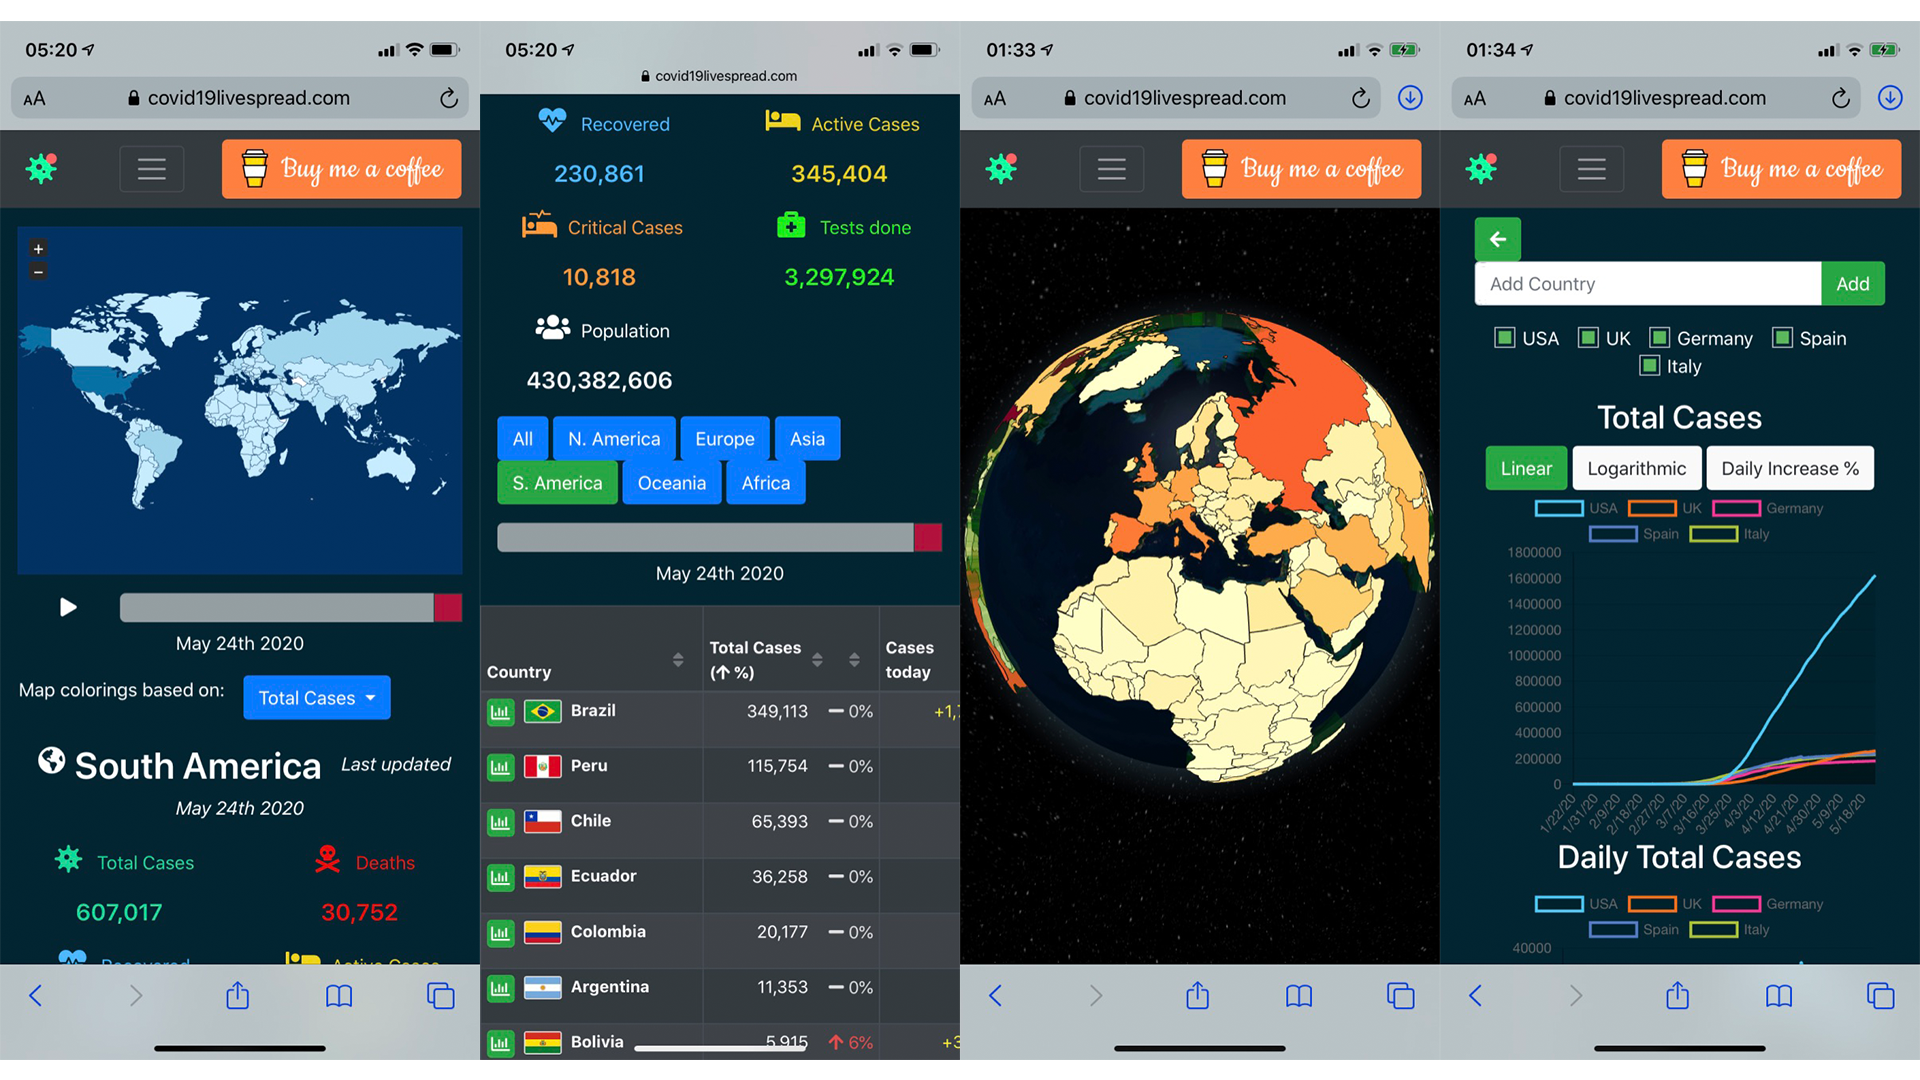 05:20
AA covid19livespread.com
Buy me a coffee
+
−
May 24th 2020
Map colorings based on: Total Cases
South America Last updated
May 24th 2020
Total Cases Deaths
607,017 30,752
Recovered Active Cases
05:20
covid19livespread.com
Recovered Active Cases
230,861 345,404
Critical Cases Tests done
10,818 3,297,924
Population
430,382,606
All N. America Europe Asia
S. America Oceania Africa
May 24th 2020
Country Total Cases (↑ %) Cases today
Brazil 349,113 0% +1,
Peru 115,754 0%
Chile 65,393 0%
Ecuador 36,258 0%
Colombia 20,177 0%
Argentina 11,353 0%
Bolivia 5,915 ↑ 6% +3
01:33
AA covid19livespread.com
Buy me a coffee
01:34
AA covid19livespread.com
Buy me a coffee
Add Country Add
USA UK Germany Spain
Italy
Total Cases
Linear Logarithmic Daily Increase %
USA UK Germany
Spain Italy
1800000
1600000
1400000
1200000
1000000
800000
600000
400000
200000
0
1/22/20 1/31/20 2/9/20 2/18/20 2/27/20 3/7/20 3/16/20 3/25/20 4/3/20 4/12/20 4/21/20 4/30/20 5/9/20 5/18/20
Daily Total Cases
USA UK Germany
Spain Italy
40000